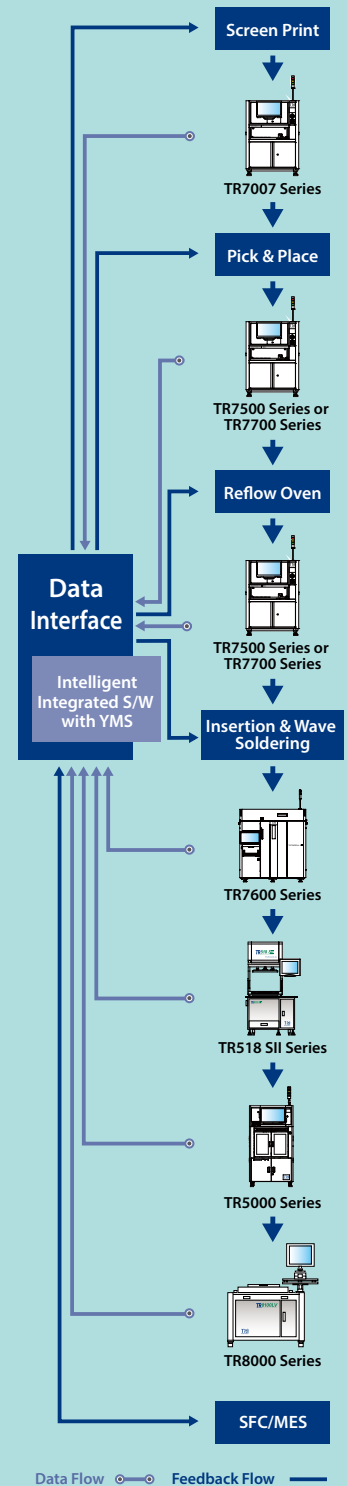 Screen Print
TR7007 Series
Pick & Place
TR7500 Series or
TR7700 Series
Reflow Oven
Data
Interface
Intelligent
Integrated S/W
with YMS
TR7500 Series or
TR7700 Series
Insertion & Wave
Soldering
TR7600 Series
TR518 SII Series
TR5000 Series
TR8100LV
TRI
TR8000 Series
SFC/MES
Data Flow Feedback Flow